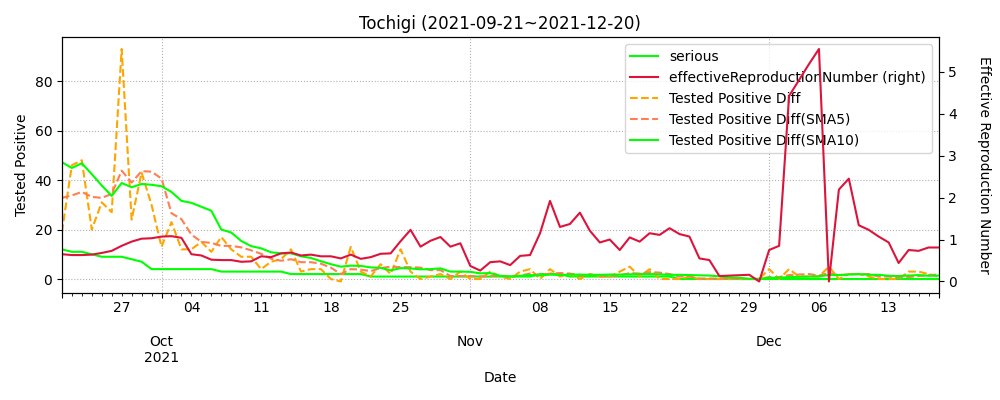 Tochigi (2021-09-21~2021-12-20)
serious
effectiveReproductionNumber (right)
Tested Positive Diff
Tested Positive Diff(SMA5)
Tested Positive Diff(SMA10)
Tested Positive
80
60
40
20
0
Effective Reproduction Number
5
4
3
2
1
0
27 04 11 18 25 08 15 22 29 06 13
Oct Nov Dec
2021
Date